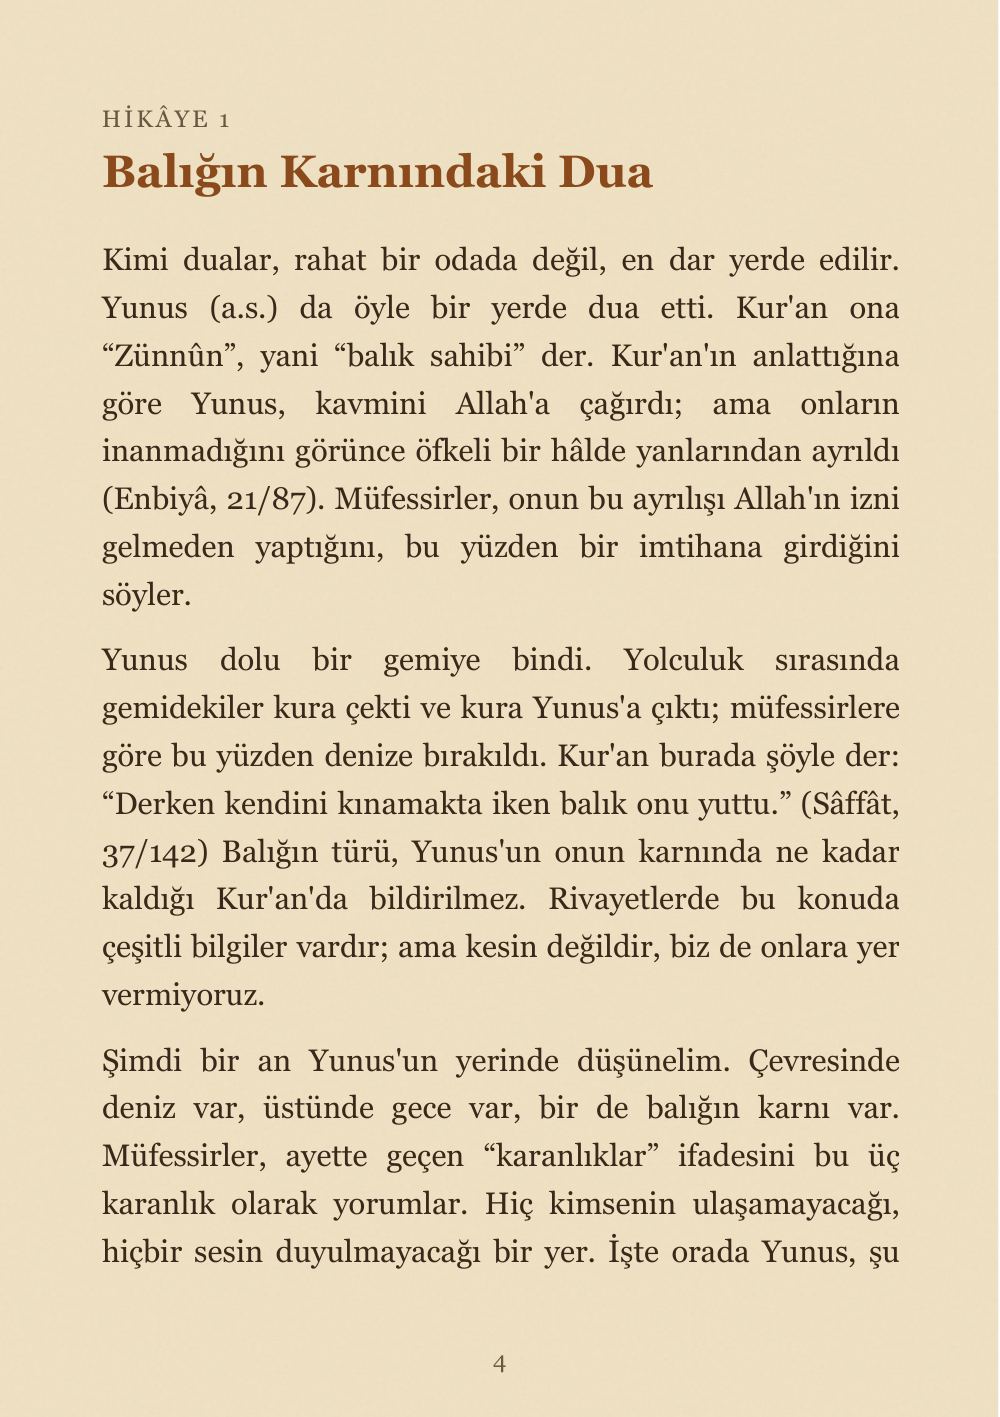 HİKÂYE 1
Balığın Karnındaki Dua
Kimi dualar, rahat bir odada değil, en dar yerde edilir.
Yunus (a.s.) da öyle bir yerde dua etti. Kur'an ona
“Zünnûn”, yani “balık sahibi” der. Kur'an'ın anlattığına
göre Yunus, kavmini Allah'a çağırdı; ama onların
inanmadığını görünce öfkeli bir hâlde yanlarından ayrıldı
(Enbiyâ, 21/87). Müfessirler, onun bu ayrılışı Allah'ın izni
gelmeden yaptığını, bu yüzden bir imtihana girdiğini
söyler.
Yunus dolu bir gemiye bindi. Yolculuk sırasında
gemidekiler kura çekti ve kura Yunus'a çıktı; müfessirlere
göre bu yüzden denize bırakıldı. Kur'an burada şöyle der:
“Derken kendini kınamakta iken balık onu yuttu.” (Sâffât,
37/142) Balığın türü, Yunus'un onun karnında ne kadar
kaldığı Kur'an'da bildirilmez. Rivayetlerde bu konuda
çeşitli bilgiler vardır; ama kesin değildir, biz de onlara yer
vermiyoruz.
Şimdi bir an Yunus'un yerinde düşünelim. Çevresinde
deniz var, üstünde gece var, bir de balığın karnı var.
Müfessirler, ayette geçen “karanlıklar” ifadesini bu üç
karanlık olarak yorumlar. Hiç kimsenin ulaşamayacağı,
hiçbir sesin duyulmayacağı bir yer. İşte orada Yunus, şu
4